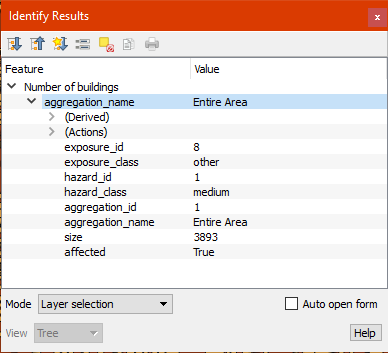 Identify Results
Feature Value
Number of buildings
aggregation_name Entire Area
(Derived)
(Actions)
exposure_id 8
exposure_class other
hazard_id 1
hazard_class medium
aggregation_id 1
aggregation_name Entire Area
size 3893
affected True
Mode Layer selection Auto open form
View Tree Help